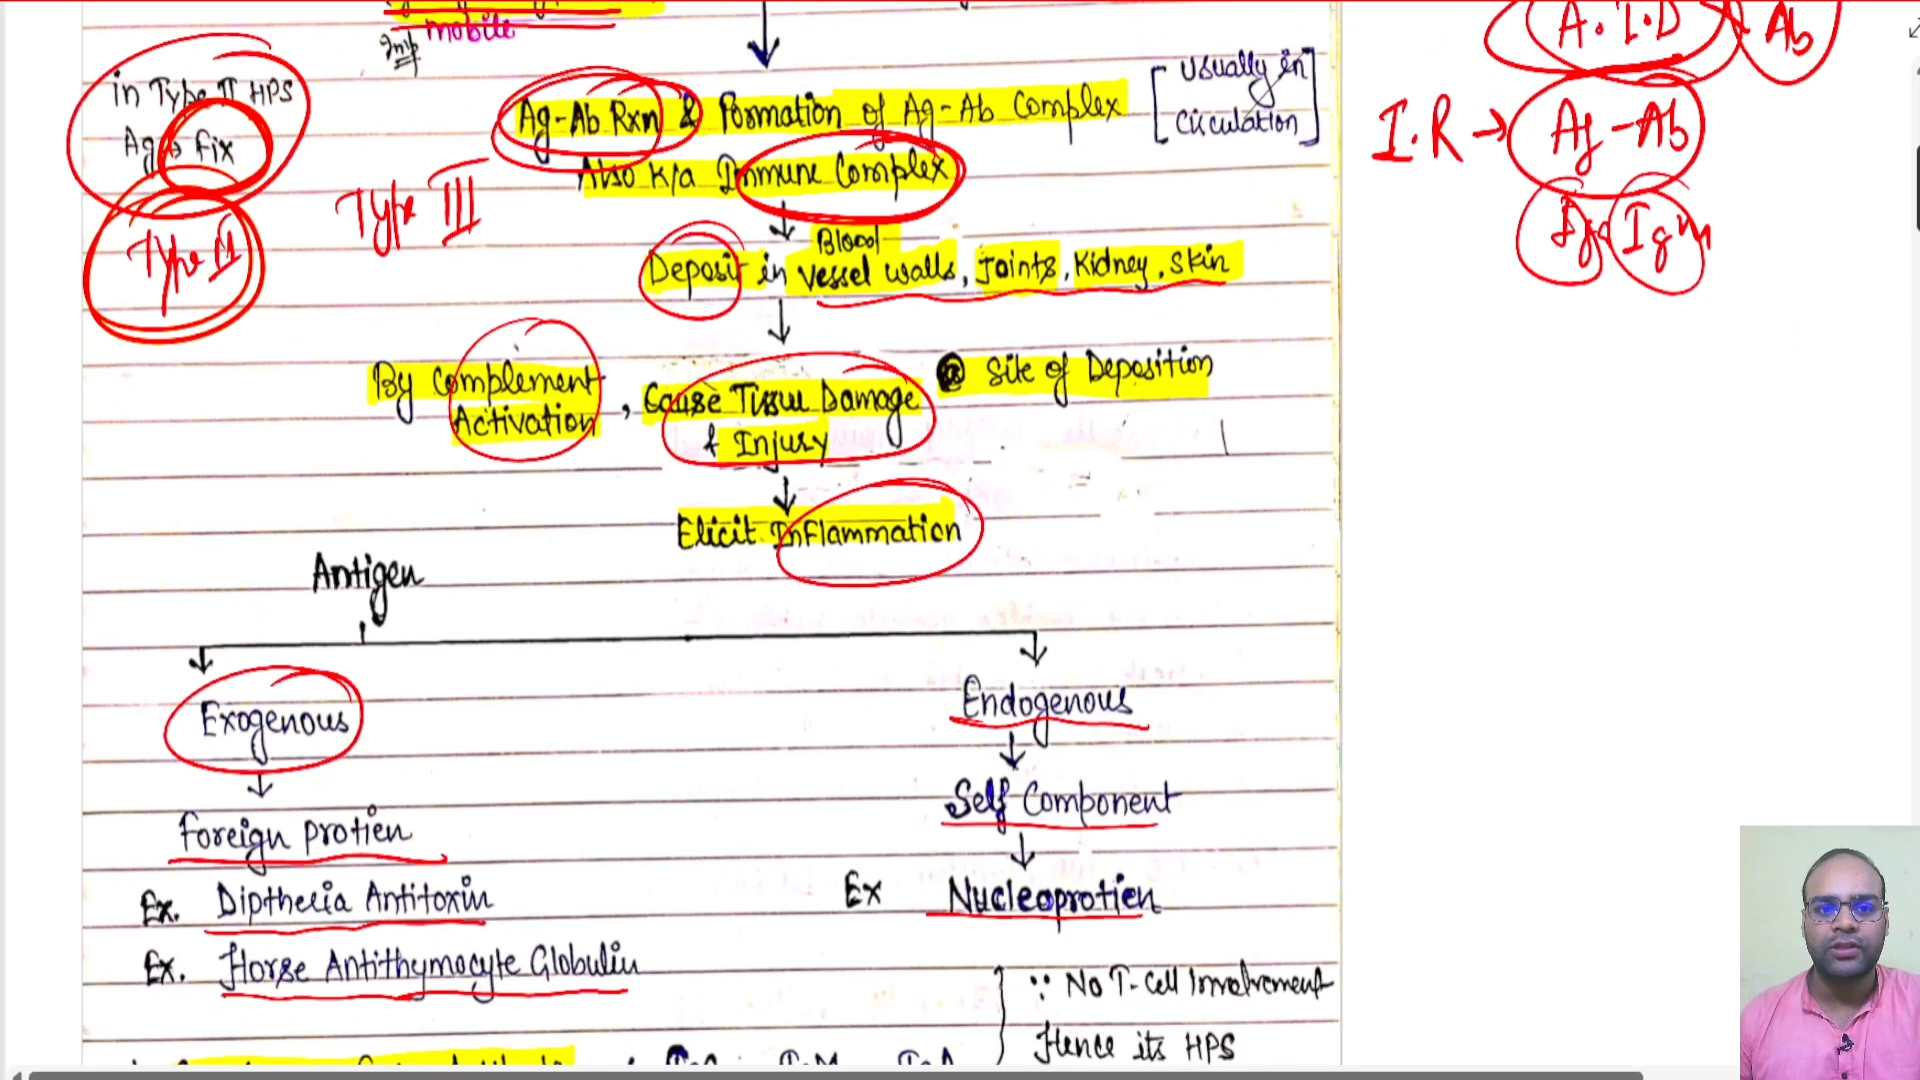 mobile
Imp
A.I.D
Ab
in Type II HPS
Ag → fix
Ag-Ab Rxn & Formation of Ag-Ab Complex [usually in circulation]
Also k/a Immune Complex
I.R → Ag-Ab
Type II
Type III
IgM
Deposit in Blood vessel walls, Joints, Kidney, Skin
By Complement Activation, Cause Tissue Damage & Injury @ Site of Deposition
Elicit Inflammation
Antigen
Exogenous
Endogenous
Foreign Protien
Self Component
Ex. Diptheria Antitoxin
Ex Nucleoprotien
Ex. Horse Antithymocyte Globulin
∵ No T-Cell Involvement
Hence its HPS